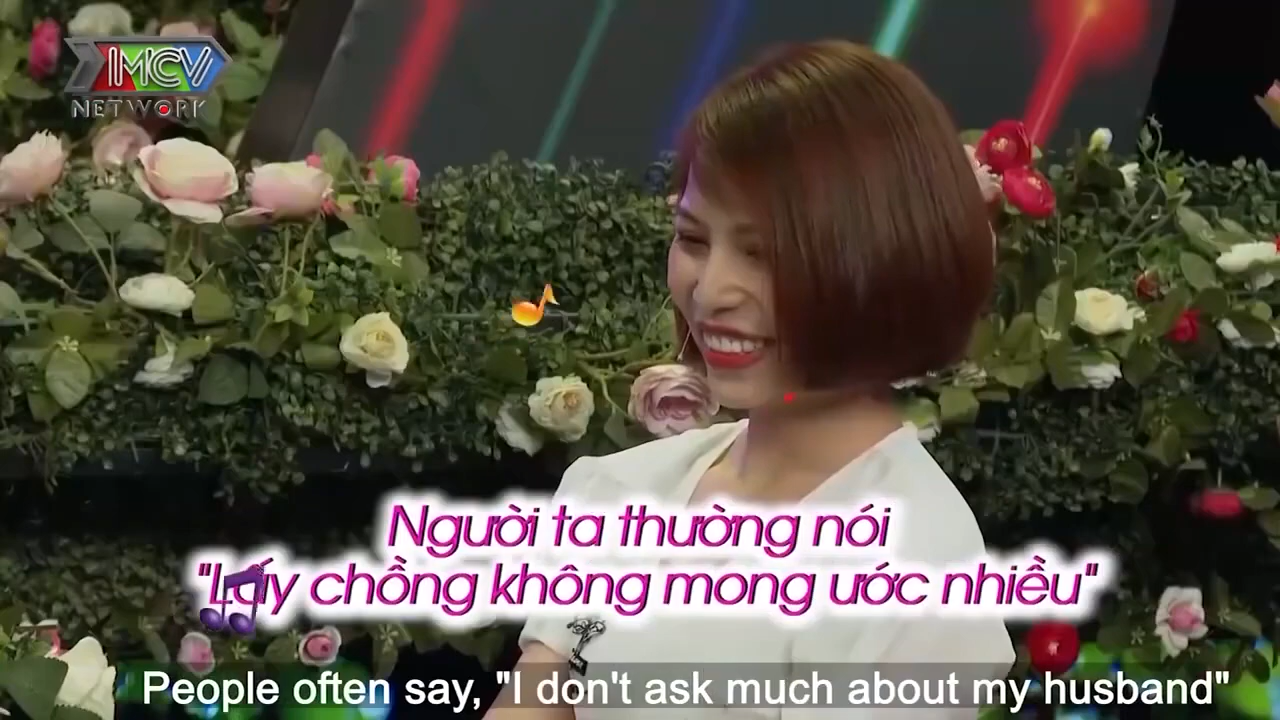 MCV
NETWORK
Người ta thường nói
"Lấy chồng không mong ước nhiều"
People often say, "I don't ask much about my husband"